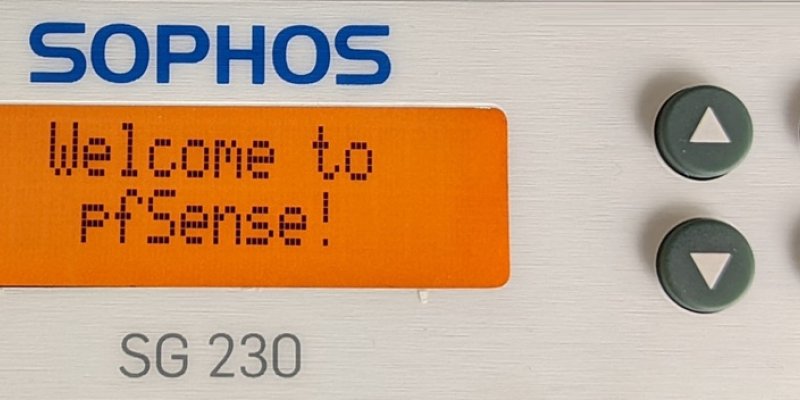 SOPHOS
Welcome to
pfSense!
SG 230